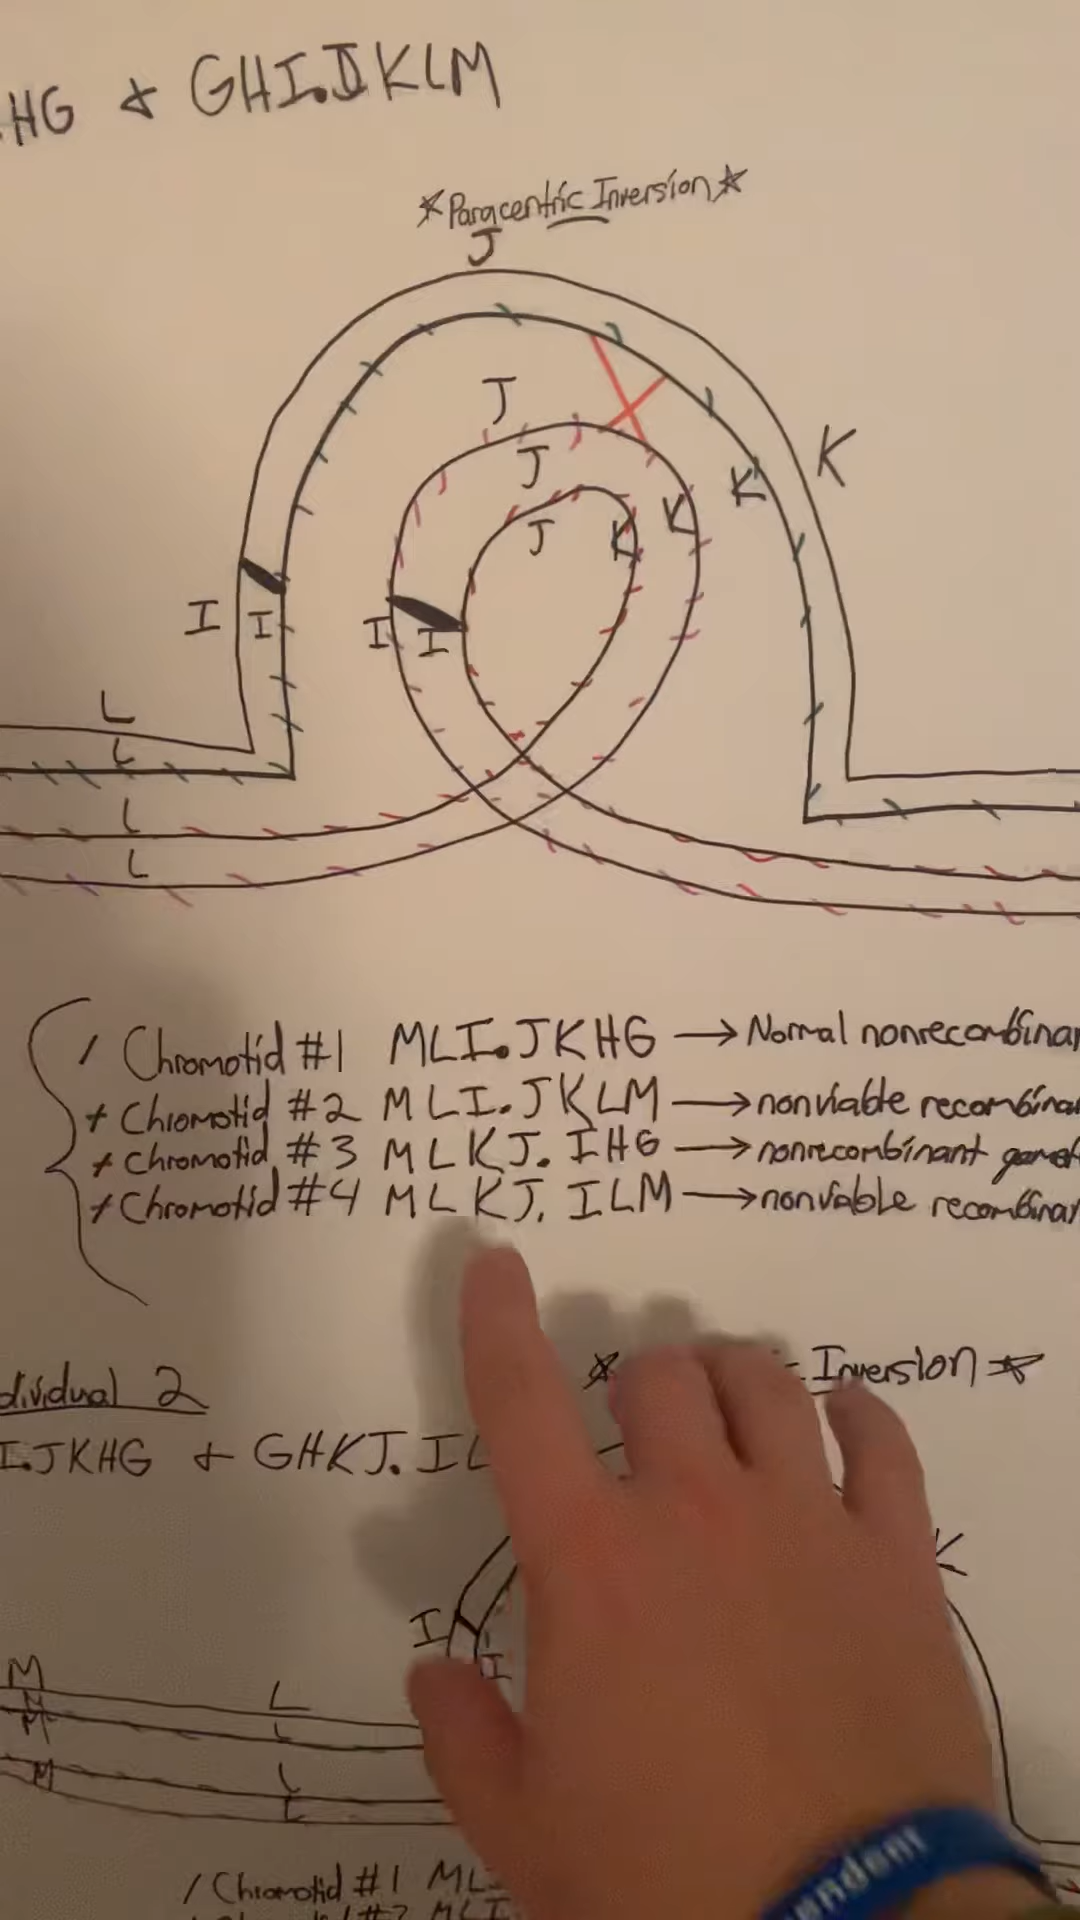 HG + GHI.JKLM
*Paracentric Inversion*
J
J
K
J
K
K
J
K
I
I
I
I
L
L
L
L
/ Chromotid #1 MLI.JKHG → Normal nonrecombinan
+ Chromotid #2 MLI.JKLM → nonviable recombinan
+ Chromotid #3 MLKJ.IHG → nonrecombinant gamet
+ Chromotid #4 MLKJ.ILM → nonviable recombinan
dividual 2
Inversion *
I.JKHG + GHKJ.IL
K
I
I
M
M
M
M
L
L
L
L
/ Chromotid #1 ML